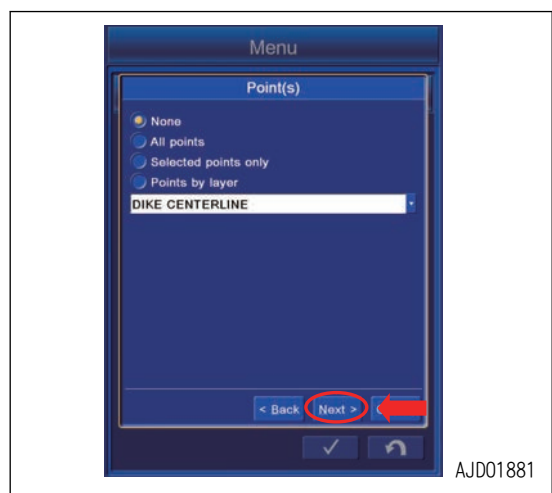 Menu
Point(s)
None
All points
Selected points only
Points by layer
DIKE CENTERLINE
< Back Next >
AJD01881